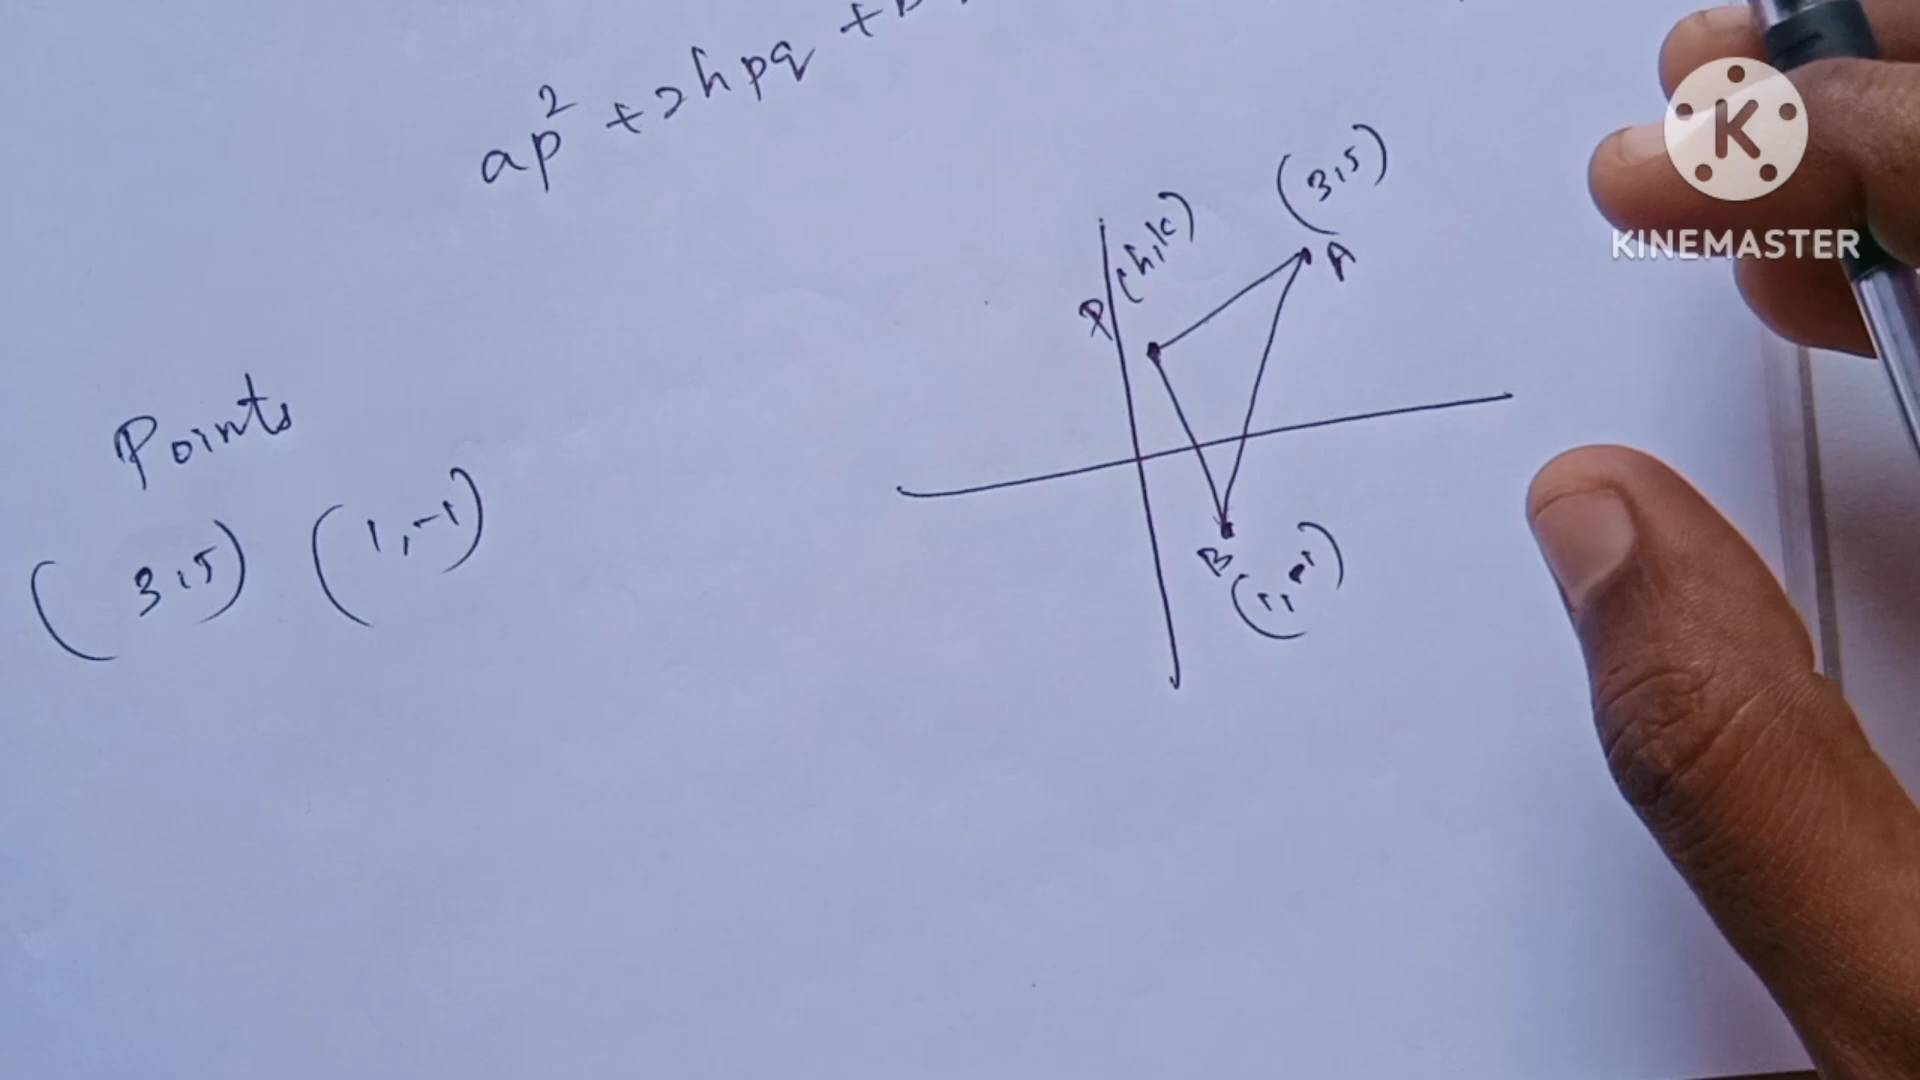 ap² + 2hpq +
(3,5)
P (h,k)
A
Points
(3,5) (1,-1)
B (1,-1)
K
KINEMASTER